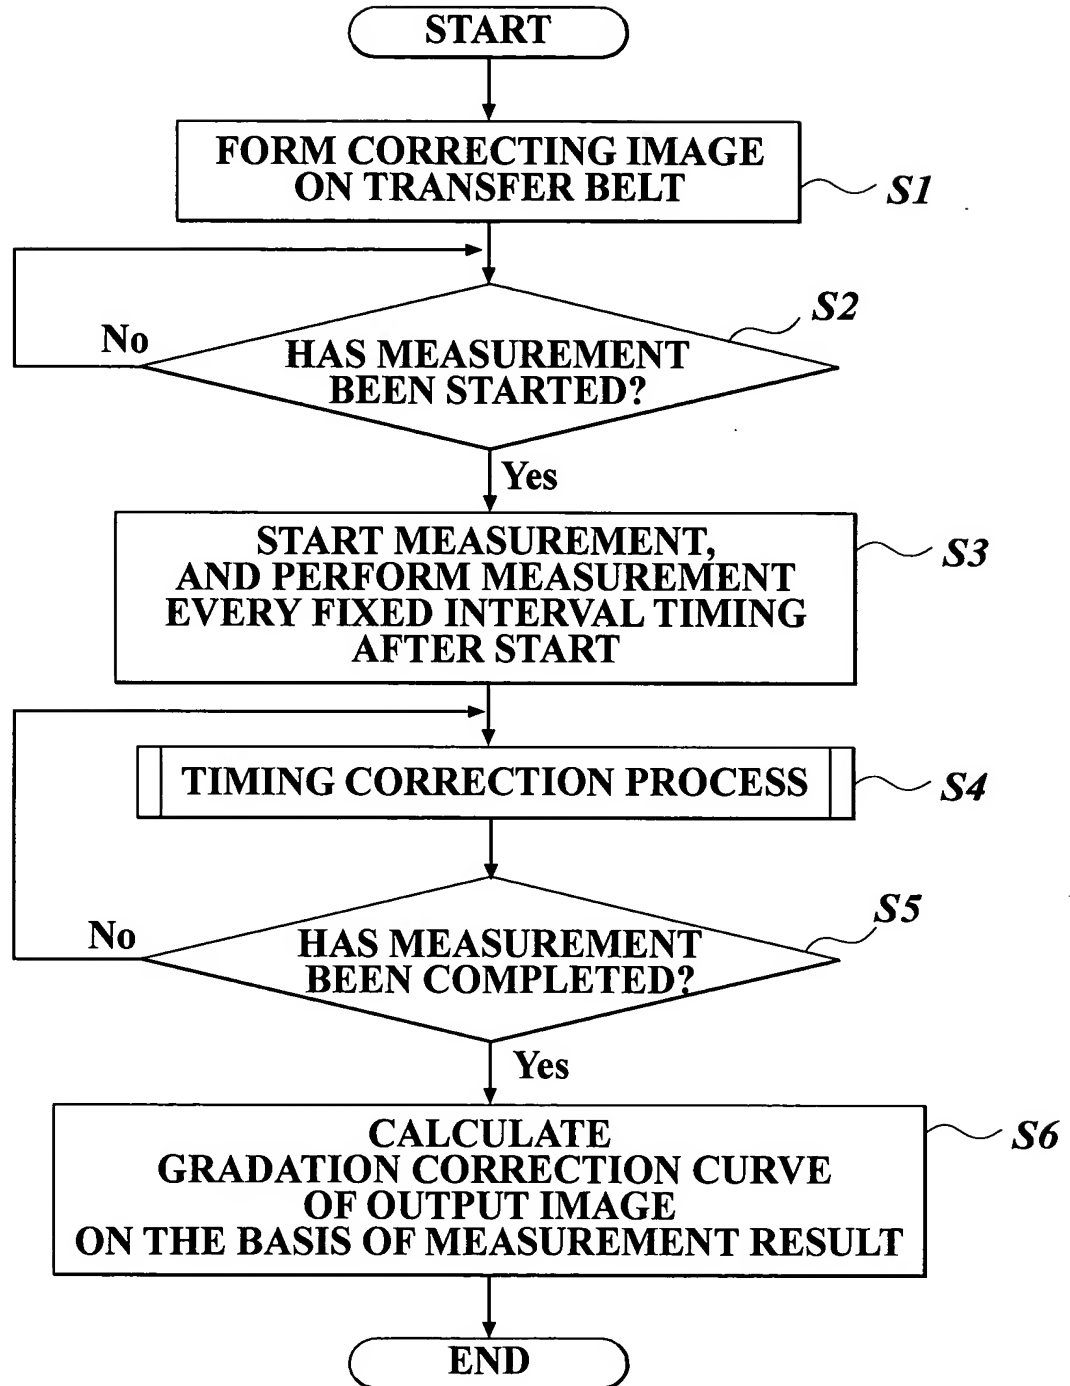 START
FORM CORRECTING IMAGE
ON TRANSFER BELT
S1
S2
No
HAS MEASUREMENT
BEEN STARTED?
Yes
START MEASUREMENT,
AND PERFORM MEASUREMENT
EVERY FIXED INTERVAL TIMING
AFTER START
S3
TIMING CORRECTION PROCESS
S4
S5
No
HAS MEASUREMENT
BEEN COMPLETED?
Yes
CALCULATE
GRADATION CORRECTION CURVE
OF OUTPUT IMAGE
ON THE BASIS OF MEASUREMENT RESULT
S6
END